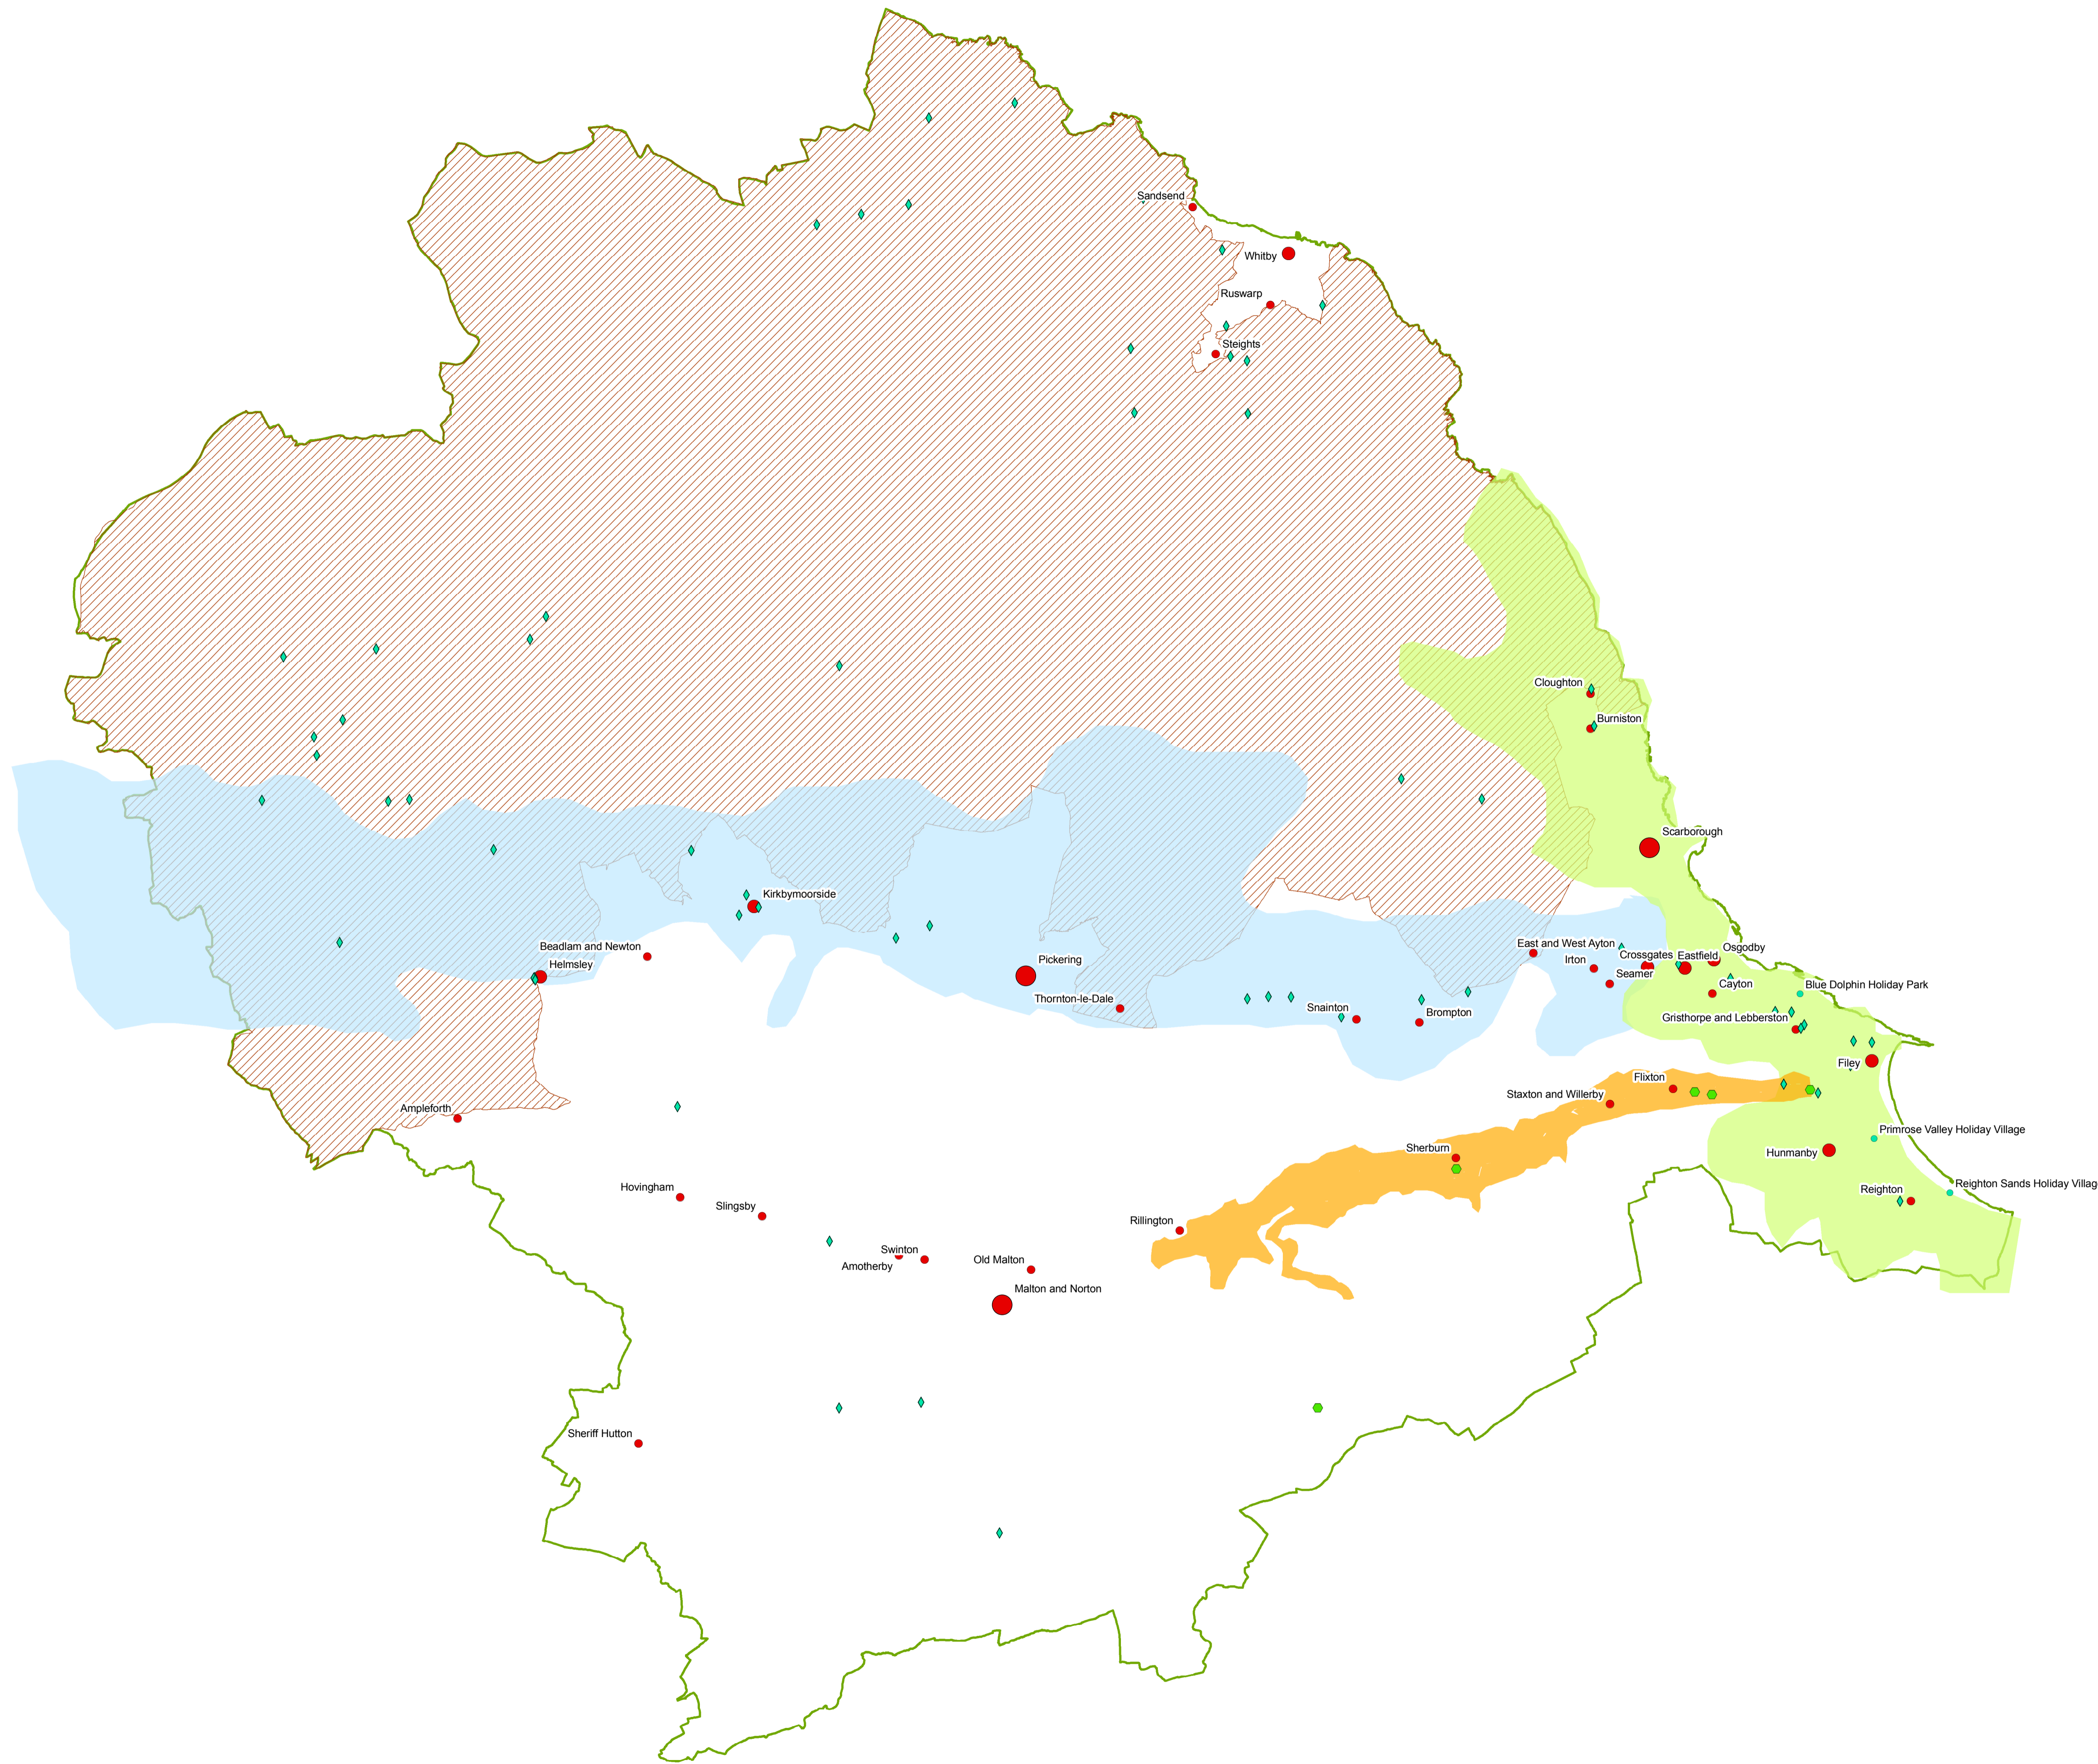 Sandsend
Whitby
Ruswarp
Steights
Cloughton
Burniston
Scarborough
Kirkbymoorside
Beadlam and Newton
Helmsley
Pickering
East and West Ayton
Osgodby
Crossgates
Eastfield
Irton
Seamer
Cayton
Blue Dolphin Holiday Park
Thornton-le-Dale
Snainton
Brompton
Gristhorpe and Lebberston
Filey
Flixton
Staxton and Willerby
Ampleforth
Primrose Valley Holiday Village
Sherburn
Hunmanby
Reighton Sands Holiday Villag
Reighton
Hovingham
Slingsby
Rillington
Swinton
Amotherby
Old Malton
Malton and Norton
Sheriff Hutton